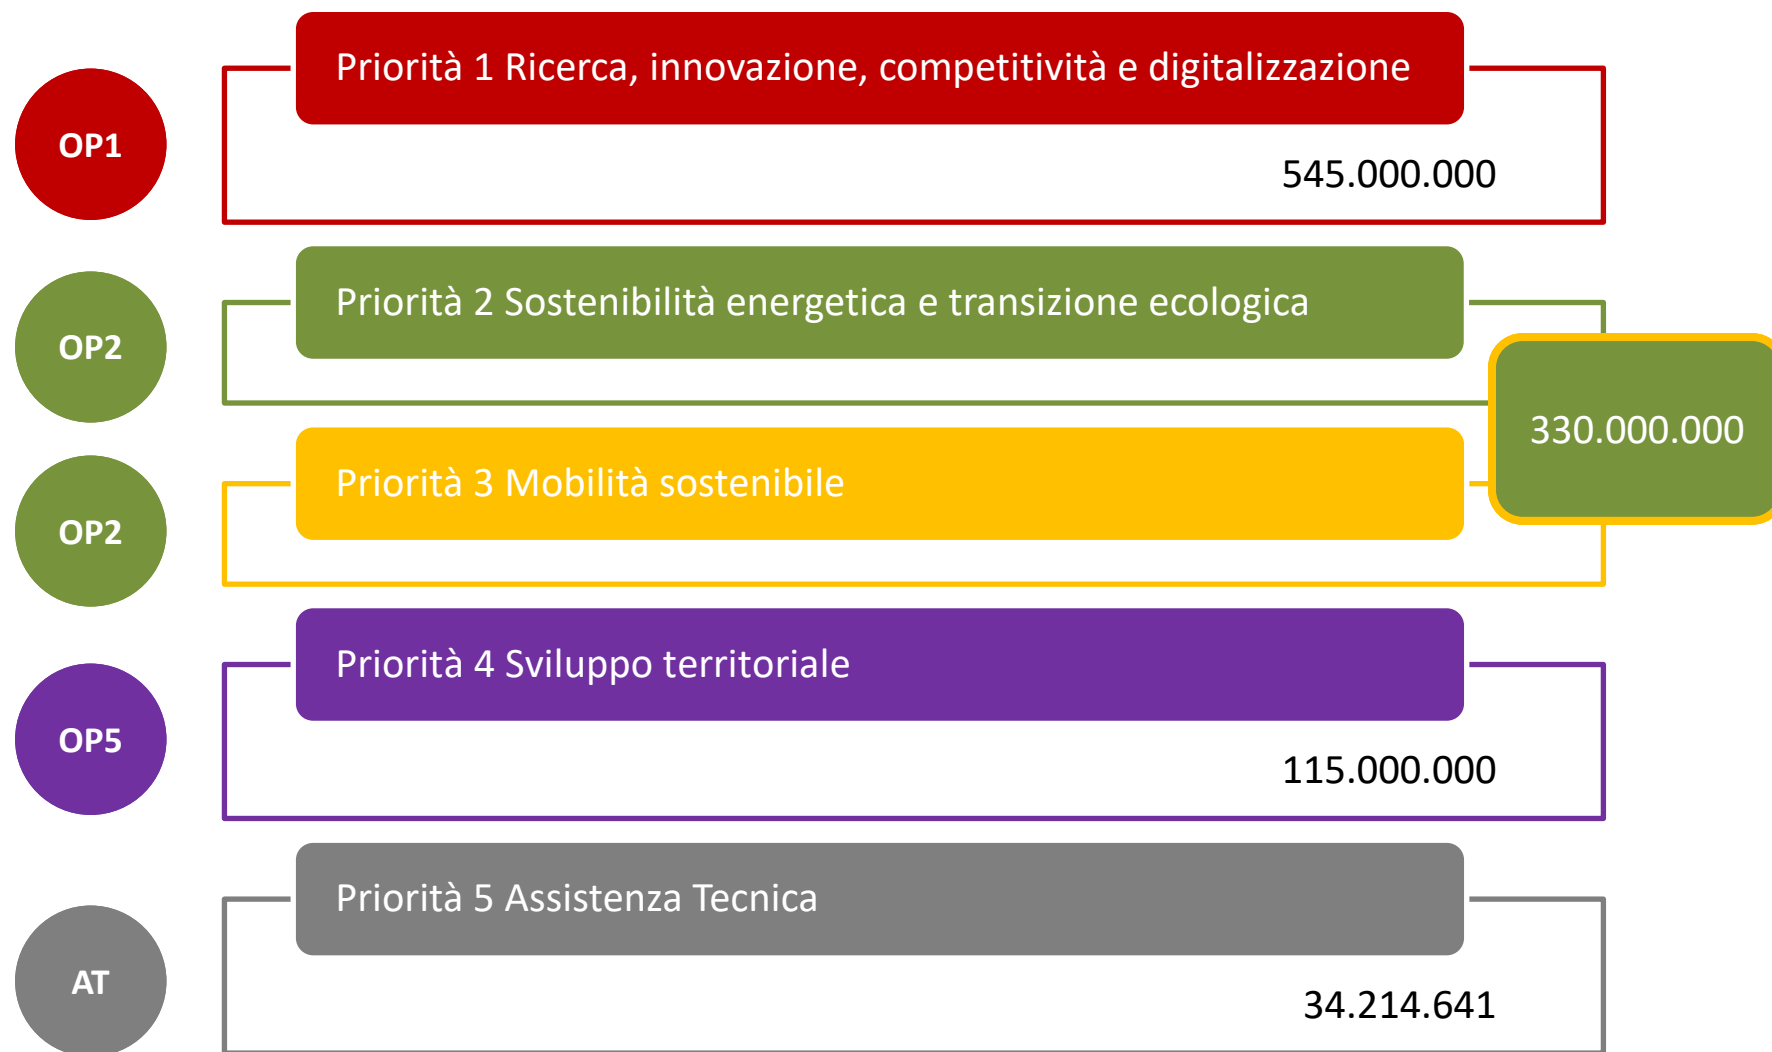 OP1
Priorità 1 Ricerca, innovazione, competitività e digitalizzazione
545.000.000
OP2
Priorità 2 Sostenibilità energetica e transizione ecologica
330.000.000
OP2
Priorità 3 Mobilità sostenibile
OP5
Priorità 4 Sviluppo territoriale
115.000.000
AT
Priorità 5 Assistenza Tecnica
34.214.641